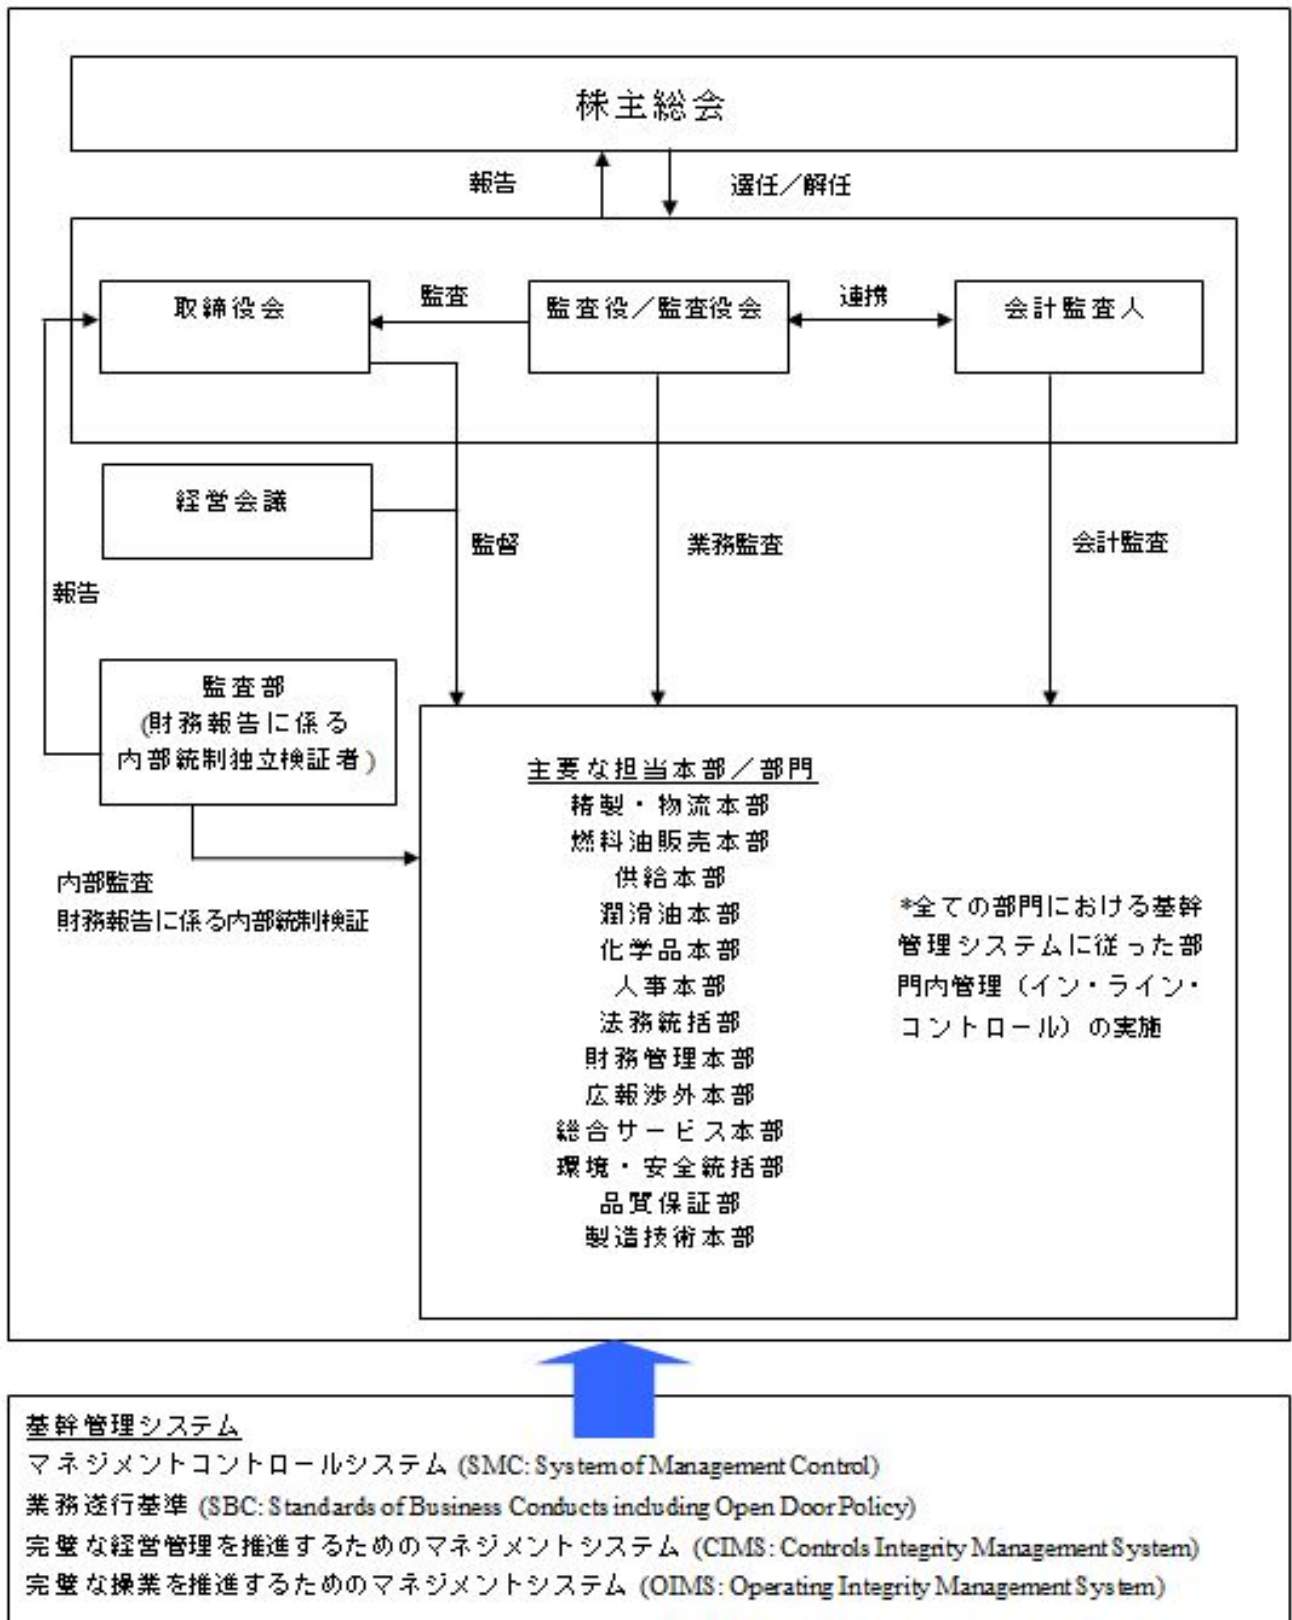 株主総会
報告
選任／解任
取締役会
監査
監査役／監査役会
連携
会計監査人
経営会議
監督
業務監査
会計監査
報告
監査部
(財務報告に係る
内部統制独立検証者)
内部監査
財務報告に係る内部統制検証
主要な担当本部／部門
精製・物流本部
燃料油販売本部
供給本部
潤滑油本部
化学品本部
人事本部
法務統括部
財務管理本部
広報渉外本部
総合サービス本部
環境・安全統括部
品質保証部
製造技術本部
*全ての部門における基幹
管理システムに従った部
門内管理（イン・ライン・
コントロール）の実施
基幹管理システム
マネジメントコントロールシステム (SMC: System of Management Control)
業務遂行基準 (SBC: Standards of Business Conducts including Open Door Policy)
完璧な経営管理を推進するためのマネジメントシステム (CIMS: Controls Integrity Management System)
完璧な操業を推進するためのマネジメントシステム (OIMS: Operating Integrity Management System)